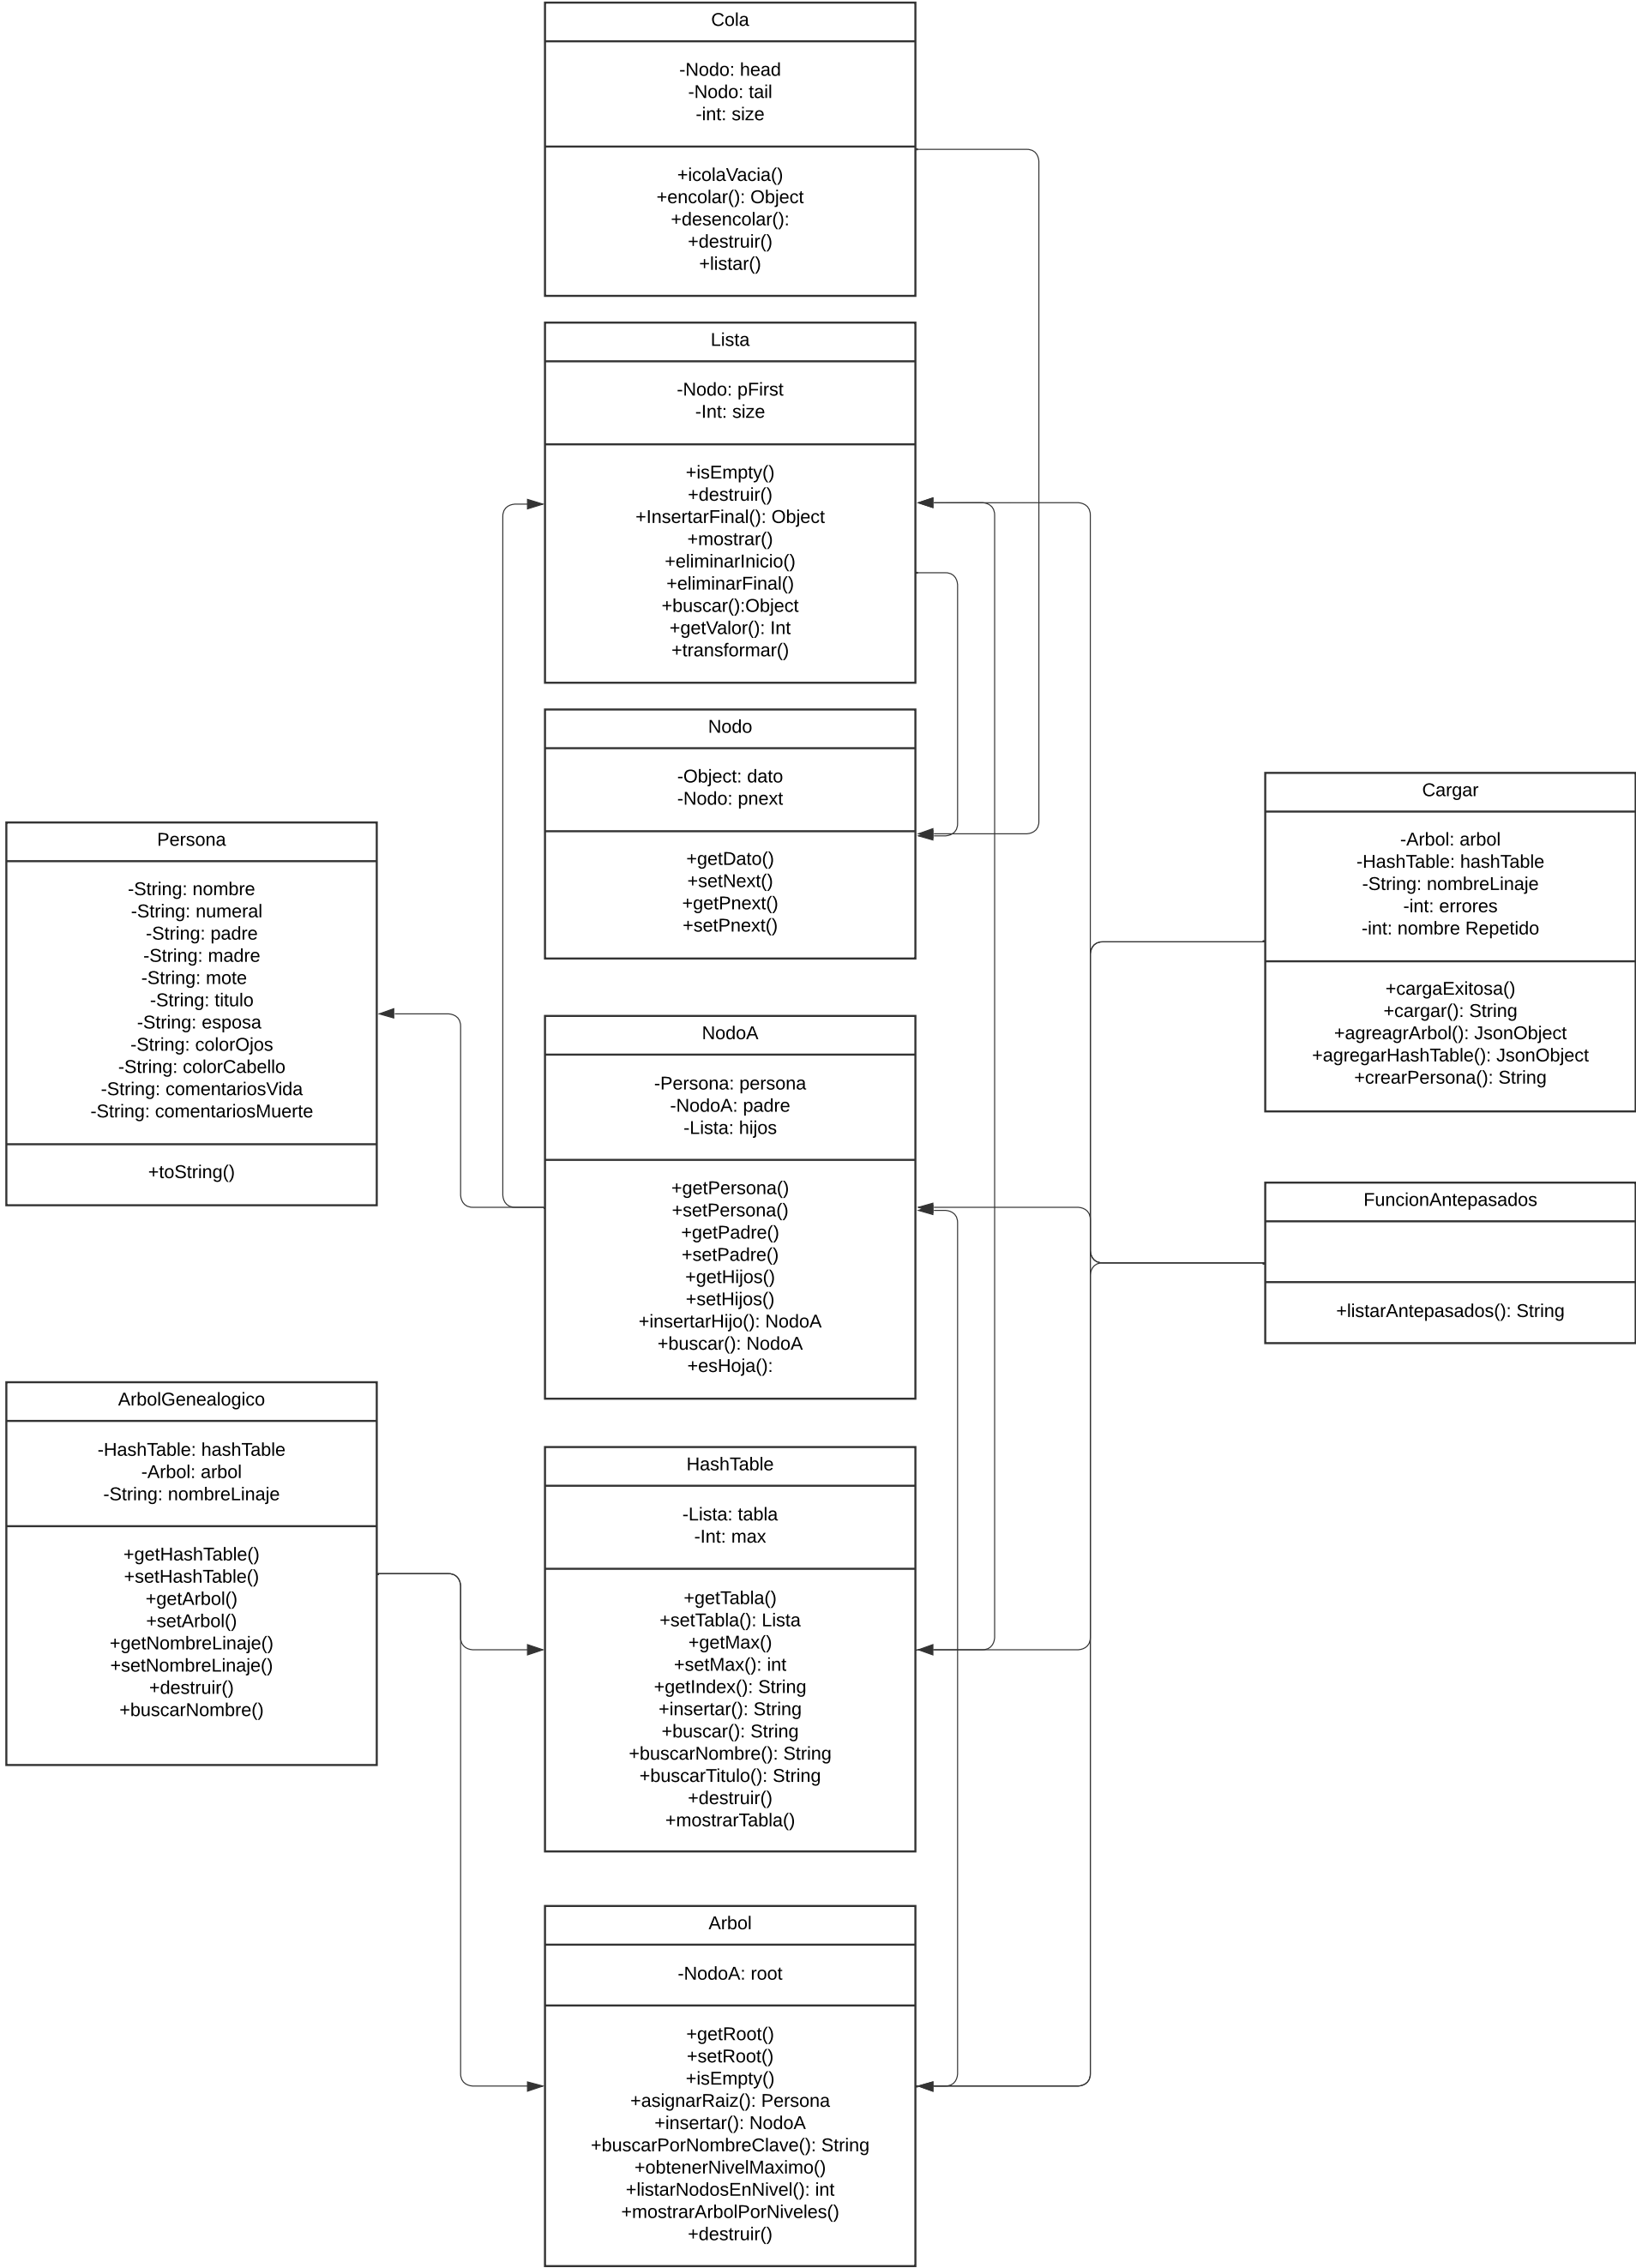 Cola
-Nodo: head
-Nodo: tail
-int: size
+icolaVacia()
+encolar(): Object
+desencolar():
+destruir()
+listar()
Lista
-Nodo: pFirst
-Int: size
+isEmpty()
+destruir()
+InsertarFinal(): Object
+mostrar()
+eliminarInicio()
+eliminarFinal()
+buscar():Object
+getValor(): Int
+transformar()
Nodo
-Object: dato
-Nodo: pnext
+getDato()
+setNext()
+getPnext()
+setPnext()
Persona
-String: nombre
-String: numeral
-String: padre
-String: madre
-String: mote
-String: titulo
-String: esposa
-String: colorOjos
-String: colorCabello
-String: comentariosVida
-String: comentariosMuerte
+toString()
NodoA
-Persona: persona
-NodoA: padre
-Lista: hijos
+getPersona()
+setPersona()
+getPadre()
+setPadre()
+getHijos()
+setHijos()
+insertarHijo(): NodoA
+buscar(): NodoA
+esHoja():
Cargar
-Arbol: arbol
-HashTable: hashTable
-String: nombreLinaje
-int: errores
-int: nombre Repetido
+cargaExitosa()
+cargar(): String
+agreagrArbol(): JsonObject
+agregarHashTable(): JsonObject
+crearPersona(): String
FuncionAntepasados
+listarAntepasados(): String
ArbolGenealogico
-HashTable: hashTable
-Arbol: arbol
-String: nombreLinaje
+getHashTable()
+setHashTable()
+getArbol()
+setArbol()
+getNombreLinaje()
+setNombreLinaje()
+destruir()
+buscarNombre()
HashTable
-Lista: tabla
-Int: max
+getTabla()
+setTabla(): Lista
+getMax()
+setMax(): int
+getIndex(): String
+insertar(): String
+buscar(): String
+buscarNombre(): String
+buscarTitulo(): String
+destruir()
+mostrarTabla()
Arbol
-NodoA: root
+getRoot()
+setRoot()
+isEmpty()
+asignarRaiz(): Persona
+insertar(): NodoA
+buscarPorNombreClave(): String
+obtenerNivelMaximo()
+listarNodosEnNivel(): int
+mostrarArbolPorNiveles()
+destruir()